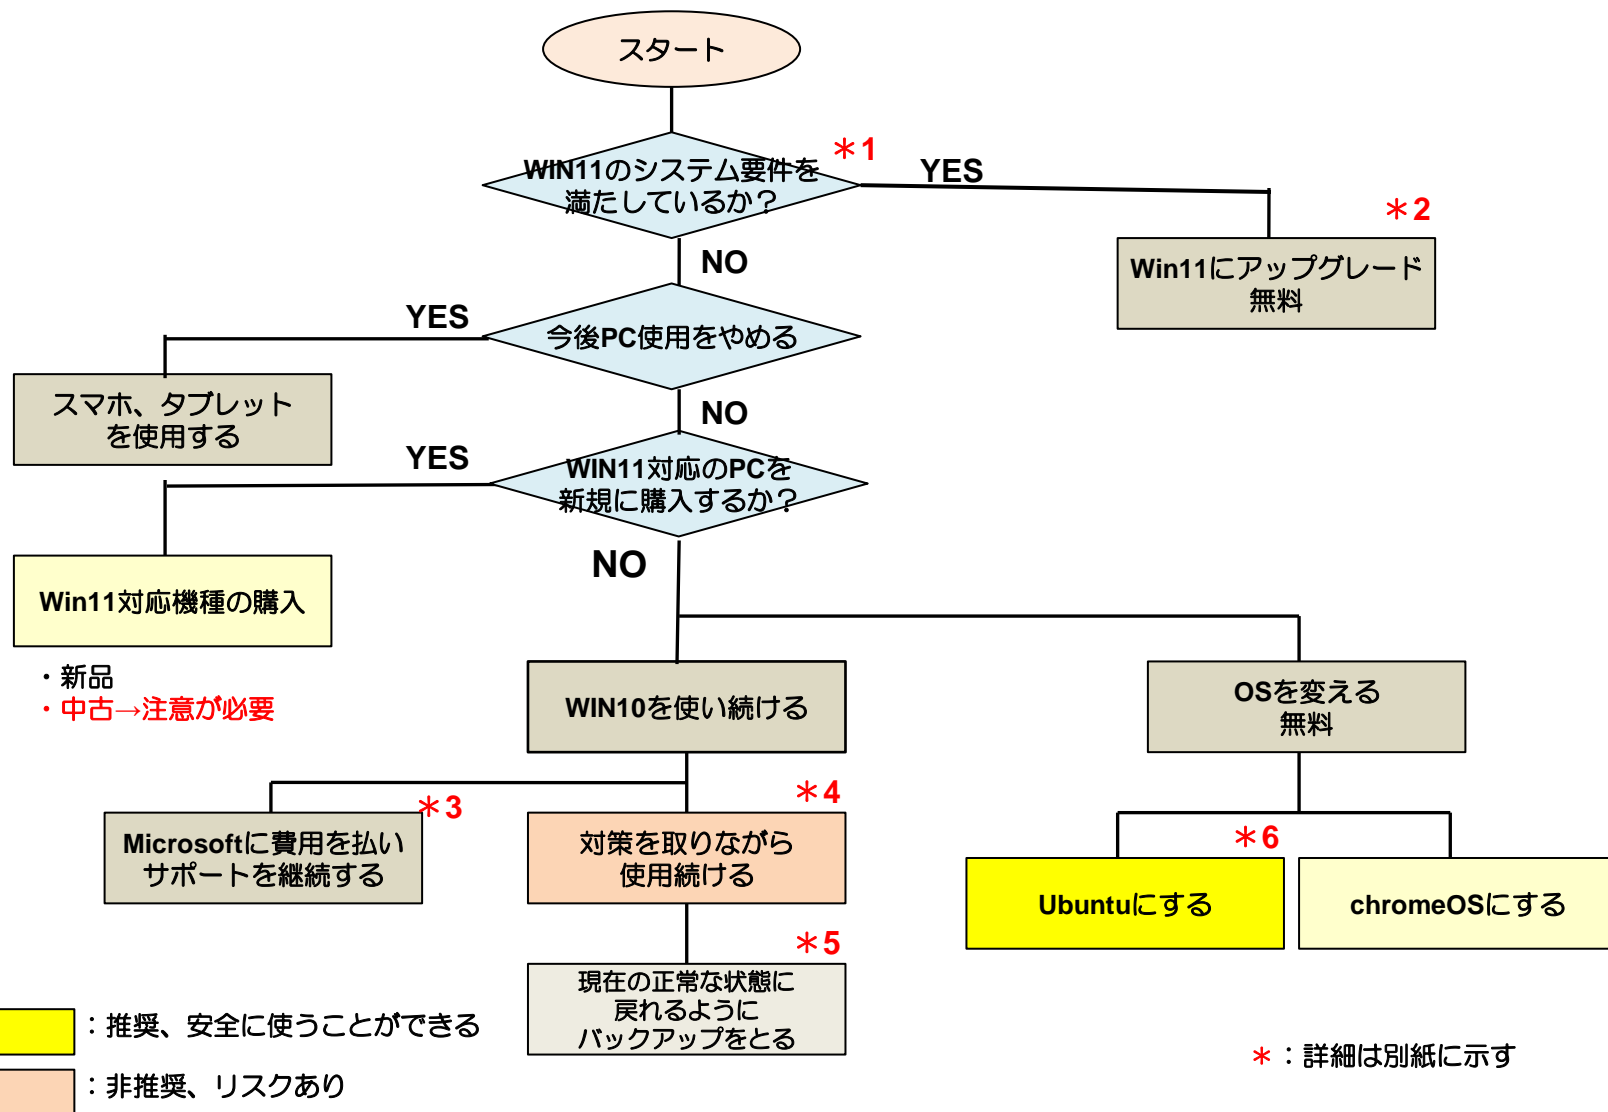 スタート
WIN11のシステム要件を
満たしているか？
＊1
YES
＊2
Win11にアップグレード
無料
NO
YES
今後PC使用をやめる
スマホ、タブレット
を使用する
NO
YES
WIN11対応のPCを
新規に購入するか？
NO
Win11対応機種の購入
・新品
・中古→注意が必要
WIN10を使い続ける
OSを変える
無料
＊3
Microsoftに費用を払い
サポートを継続する
＊4
対策を取りながら
使用続ける
＊6
Ubuntuにする
chromeOSにする
＊5
現在の正常な状態に
戻れるように
バックアップをとる
：推奨、安全に使うことができる
：非推奨、リスクあり
＊：詳細は別紙に示す